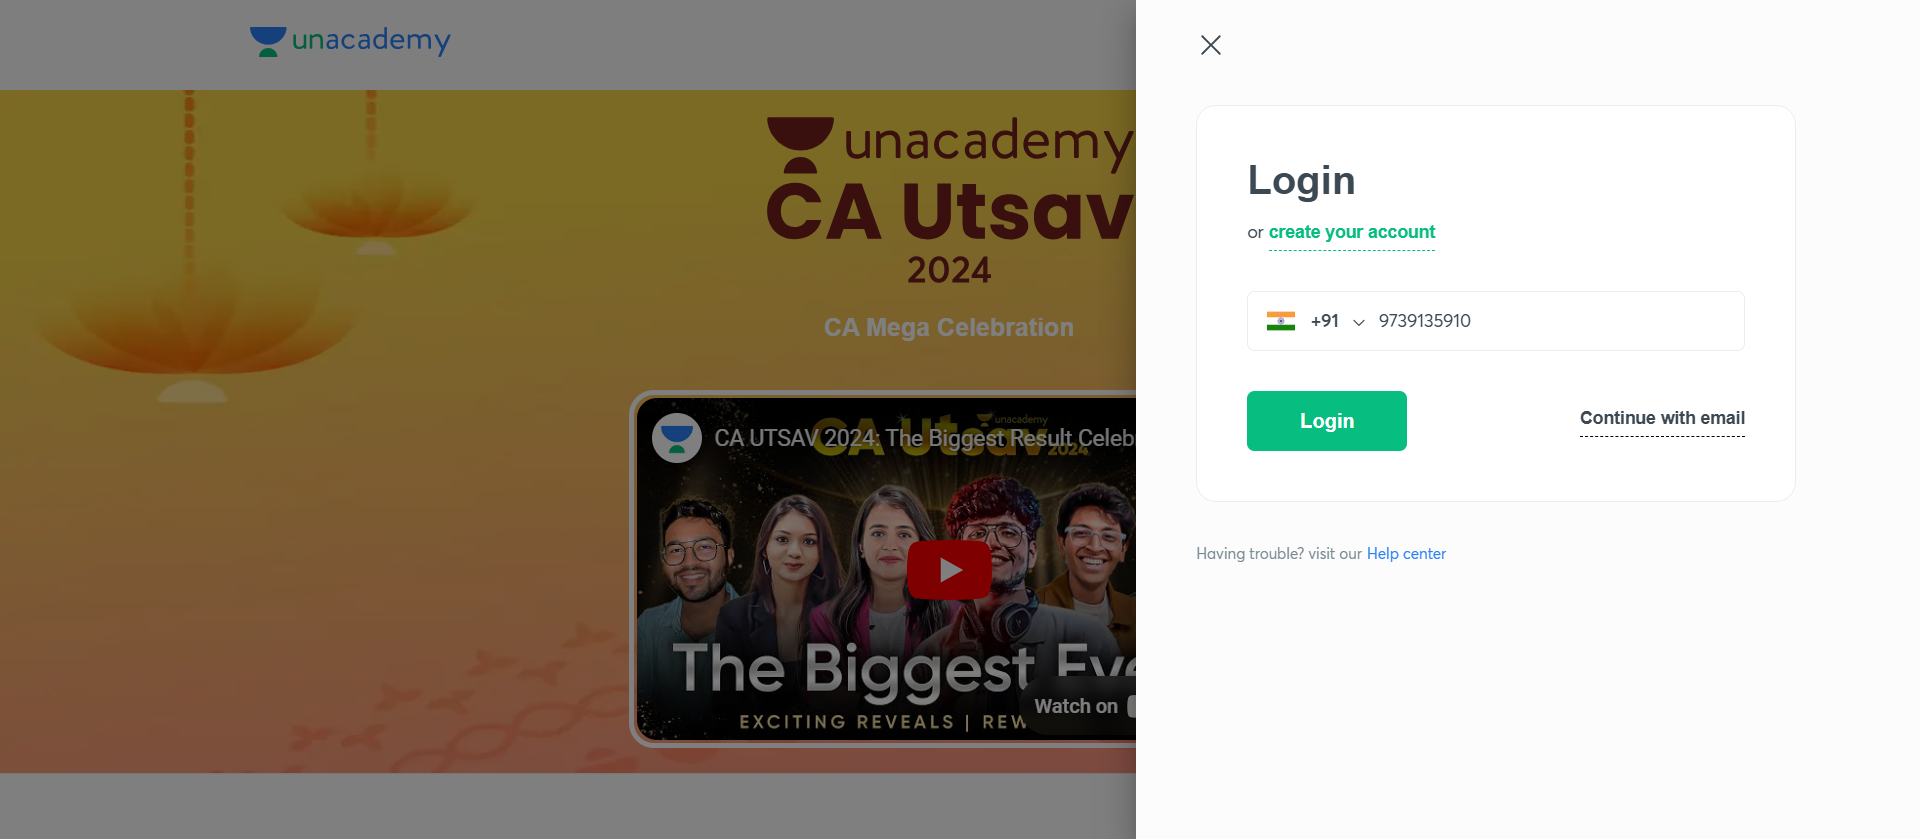 unacademy
unacademy
CA Utsav
2024
CA Mega Celebration
unacademy
CA Utsav
2024
CA UTSAV 2024: The Biggest Result Celebr
The Biggest Eve
EXCITING REVEALS | REW
Watch on
Login
or create your account
+91 9739135910
Login
Continue with email
Having trouble? visit our Help center